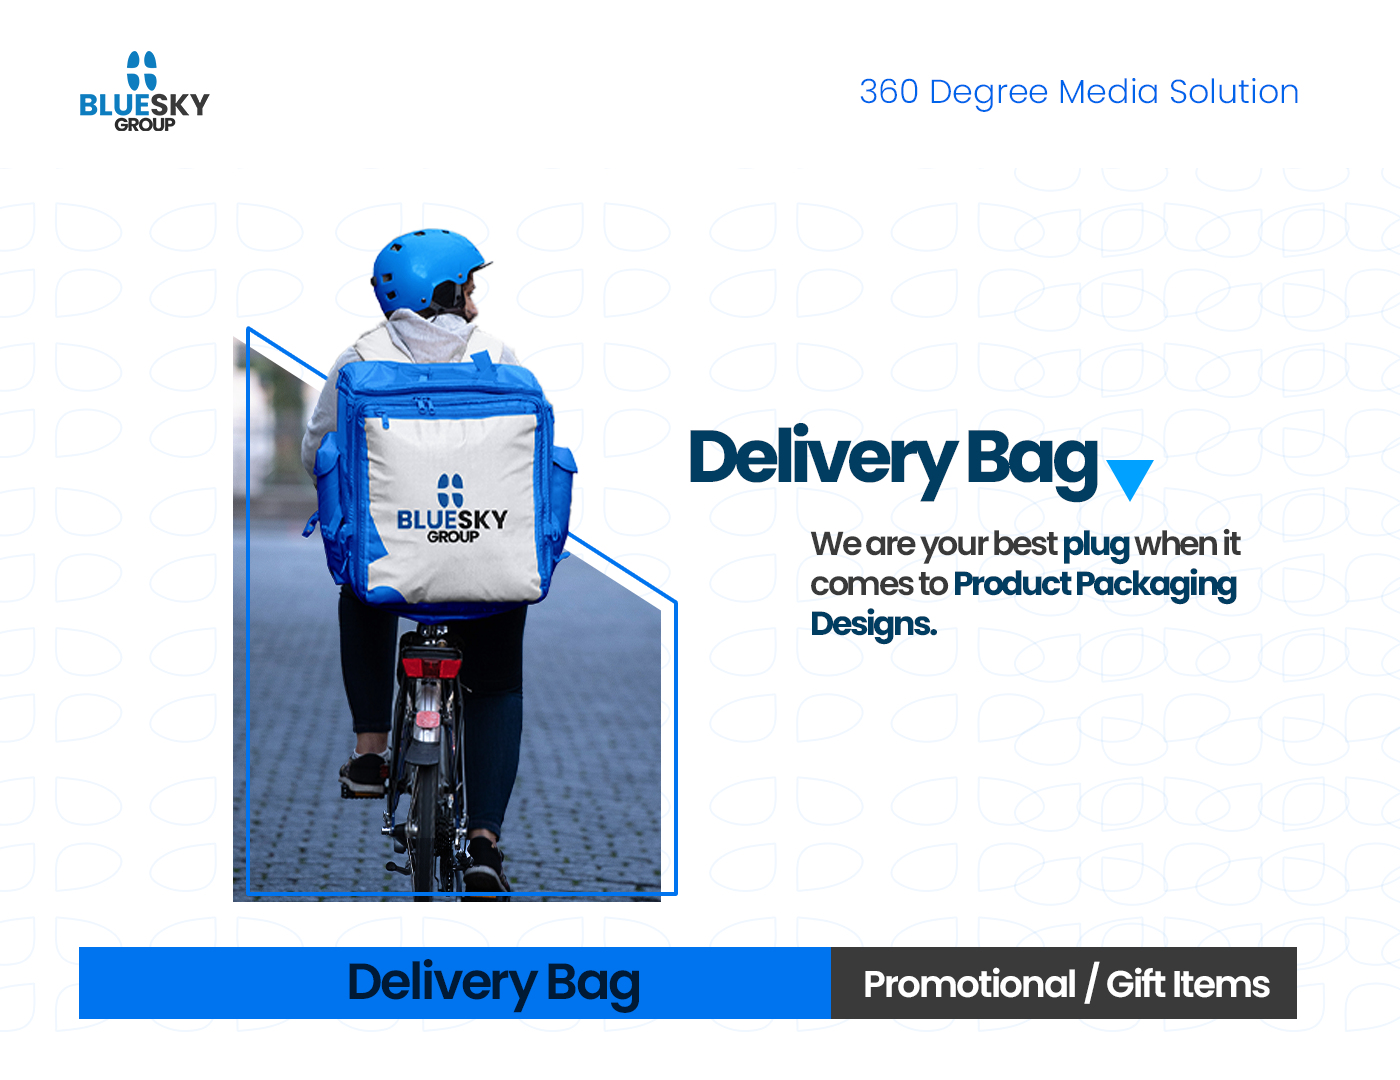 BLUESKY
GROUP
360 Degree Media Solution
BLUESKY
GROUP
Delivery Bag
We are your best plug when it
comes to Product Packaging
Designs.
Delivery Bag
Promotional / Gift Items